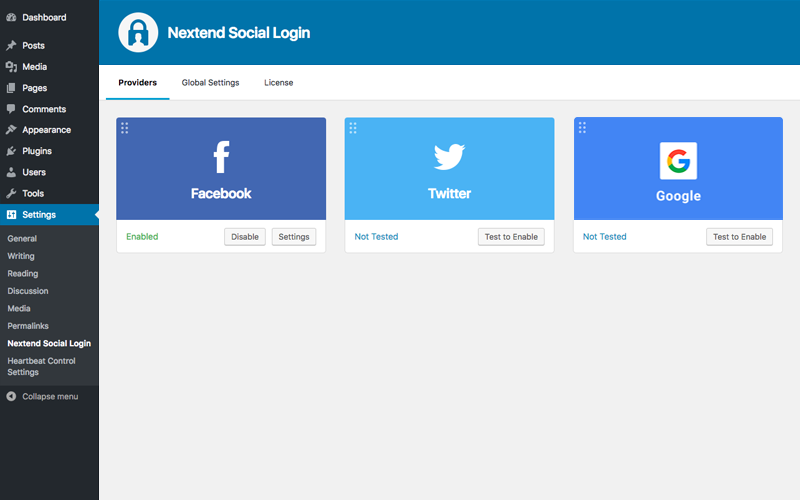 Dashboard
Posts
Media
Pages
Comments
Appearance
Plugins
Users
Tools
Settings
General
Writing
Reading
Discussion
Media
Permalinks
Nextend Social Login
Heartbeat Control
Settings
Collapse menu
Nextend Social Login
Providers Global Settings License
Facebook
Enabled Disable Settings
Twitter
Not Tested Test to Enable
Google
Not Tested Test to Enable